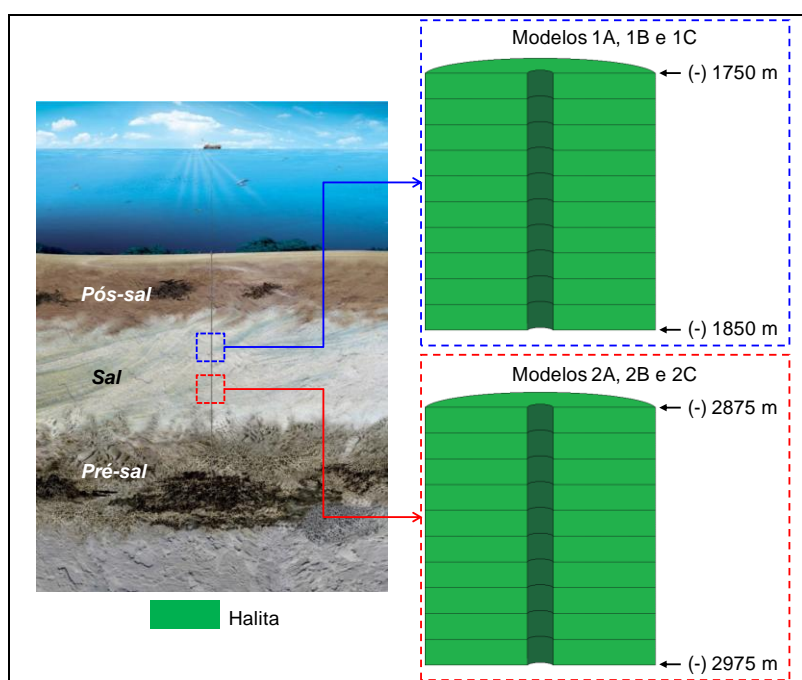 Modelos 1A, 1B e 1C
(-) 1750 m
(-) 1850 m
Pós-sal
Sal
Pré-sal
Modelos 2A, 2B e 2C
(-) 2875 m
(-) 2975 m
Halita